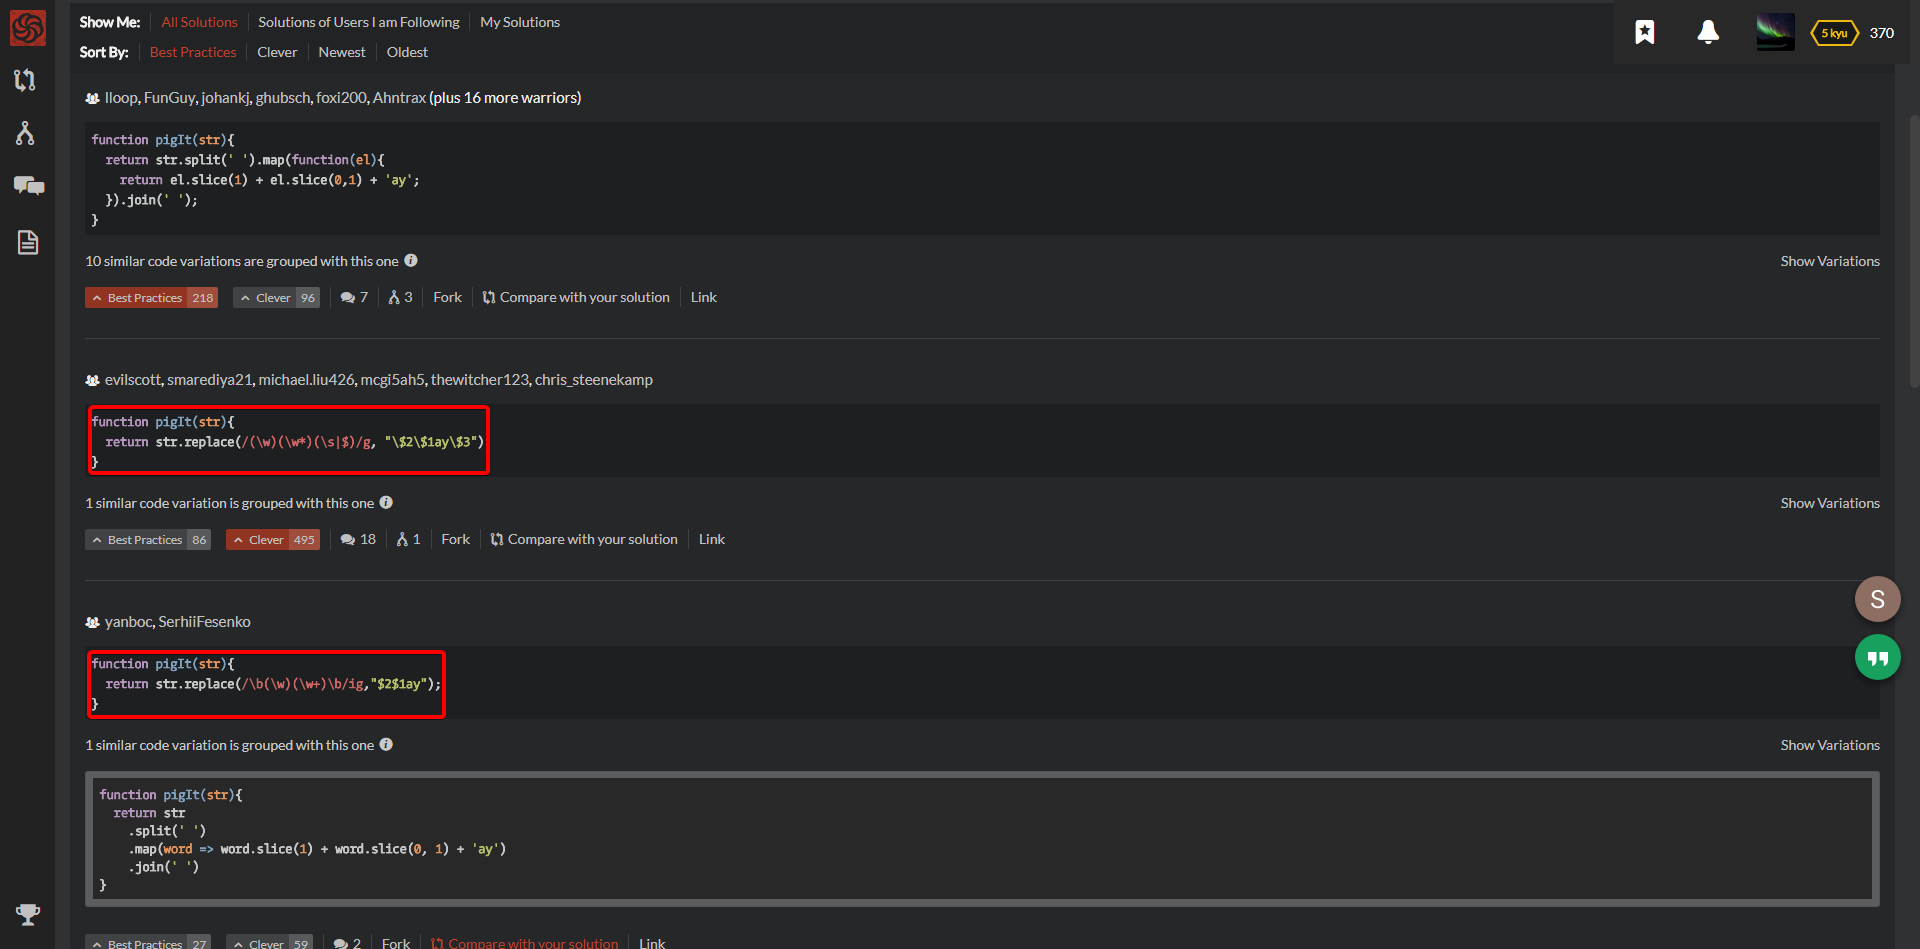 Show Me: All Solutions Solutions of Users I am Following My Solutions
Sort By: Best Practices Clever Newest Oldest
5 kyu 370
lloop, FunGuy, johankj, ghubsch, foxi200, Ahntrax (plus 16 more warriors)
function pigIt(str){
  return str.split(' ').map(function(el){
    return el.slice(1) + el.slice(0,1) + 'ay';
  }).join(' ');
}
10 similar code variations are grouped with this one
Show Variations
Best Practices 218 Clever 96 7 3 Fork Compare with your solution Link
evilscott, smarediya21, michael.liu426, mcgi5ah5, thewitcher123, chris_steenekamp
function pigIt(str){
  return str.replace(/(\w)(\w*)(\s|$)/g, "\$2\$1ay\$3")
}
1 similar code variation is grouped with this one
Show Variations
Best Practices 86 Clever 495 18 1 Fork Compare with your solution Link
S
yanboc, SerhiiFesenko
function pigIt(str){
  return str.replace(/\b(\w)(\w+)\b/ig,"$2$1ay");
}
1 similar code variation is grouped with this one
Show Variations
function pigIt(str){
  return str
    .split(' ')
    .map(word => word.slice(1) + word.slice(0, 1) + 'ay')
    .join(' ')
}
Best Practices 27 Clever 59 2 Fork Compare with your solution Link